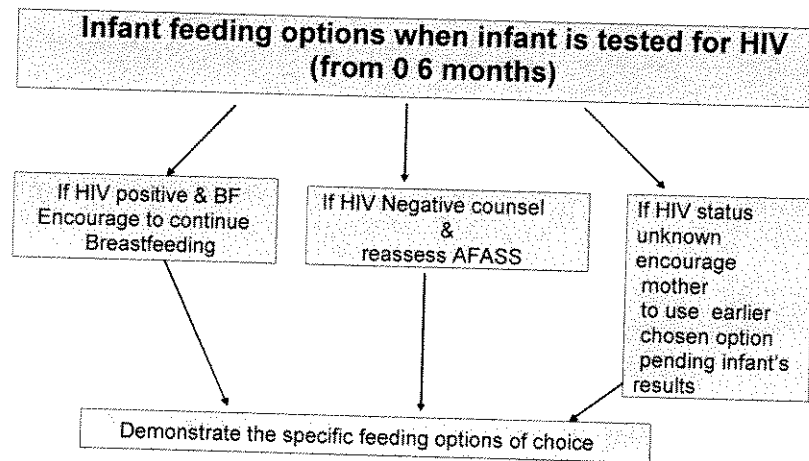 Infant feeding options when infant is tested for HIV
(from 0 6 months)
If HIV positive & BF
Encourage to continue
Breastfeeding
If HIV Negative counsel
&
reassess AFASS
If HIV status
unknown
encourage
mother
to use earlier
chosen option
pending infant's
results
Demonstrate the specific feeding options of choice